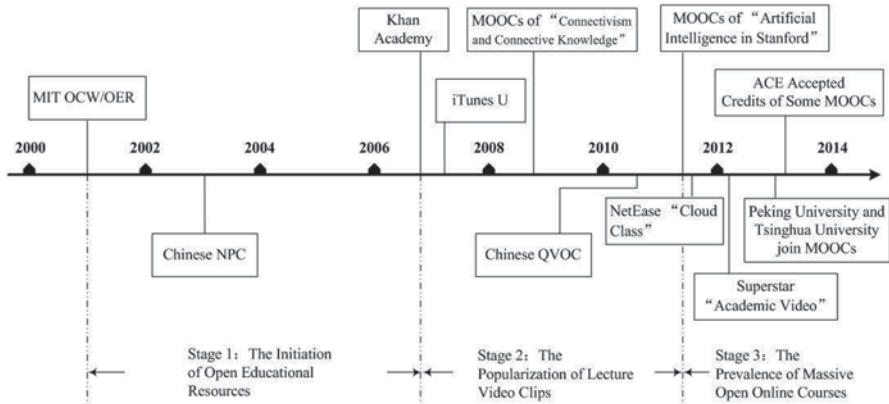 Khan
Academy
MOOCs of “Connectivism
and Connective Knowledge”
MOOCs of “Artificial
Intelligence in Stanford”
MIT OCW/OER
iTunes U
ACE Accepted
Credits of Some MOOCs
2000
2002
2004
2006
2008
2010
2012
2014
Chinese NPC
Chinese QVOC
NetEase “Cloud
Class”
Peking University and
Tsinghua University
join MOOCs
Superstar
“Academic Video”
Stage 1: The Initiation
of Open Educational
Resources
Stage 2: The
Popularization of Lecture
Video Clips
Stage 3: The
Prevalence of Massive
Open Online Courses